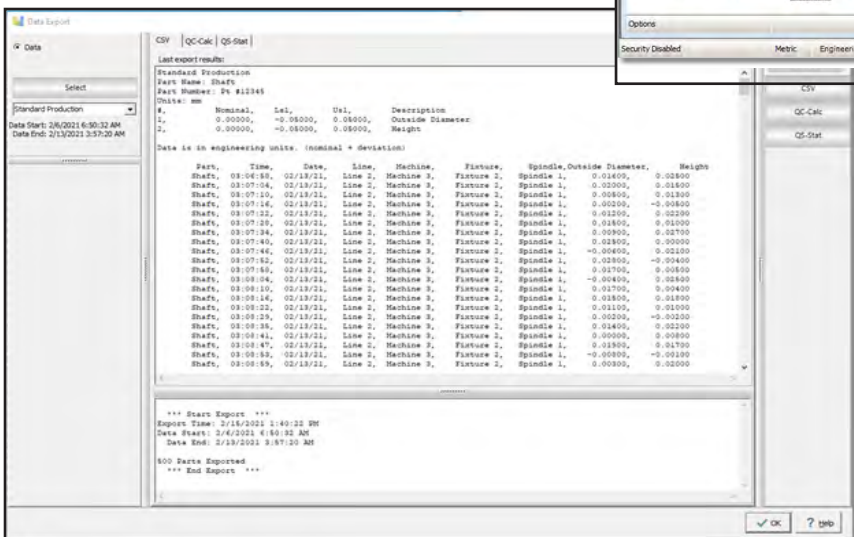 Data Export
Options
Security Disabled Metric Engineeri
Data
Select
Standard Production
Data Start: 2/6/2021 6:50:32 AM
Data End: 2/13/2021 3:57:20 AM
CSV QC-Calc QS-Stat
Last export results:
Standard Production
Part Name: Shaft
Part Number: Pt #12345
Units: mm
#, Nominal, Lsl, Usl, Description
1, 0.00000, -0.05000, 0.05000, Outside Diameter
2, 0.00000, -0.05000, 0.05000, Height
Data is in engineering units. (nominal + deviation)
Part, Time, Date, Line, Machine, Fixture, Spindle, Outside Diameter, Height
Shaft, 03:06:58, 02/13/21, Line 2, Machine 3, Fixture 2, Spindle 1, 0.01600, 0.02500
Shaft, 03:07:04, 02/13/21, Line 2, Machine 3, Fixture 2, Spindle 1, 0.02000, 0.01500
Shaft, 03:07:10, 02/13/21, Line 2, Machine 3, Fixture 2, Spindle 1, 0.00500, 0.01300
Shaft, 03:07:16, 02/13/21, Line 2, Machine 3, Fixture 2, Spindle 1, 0.00200, -0.00500
Shaft, 03:07:22, 02/13/21, Line 2, Machine 3, Fixture 2, Spindle 1, 0.01200, 0.02200
Shaft, 03:07:28, 02/13/21, Line 2, Machine 3, Fixture 2, Spindle 1, 0.01500, 0.01000
Shaft, 03:07:34, 02/13/21, Line 2, Machine 3, Fixture 2, Spindle 1, 0.00900, 0.02700
Shaft, 03:07:40, 02/13/21, Line 2, Machine 3, Fixture 2, Spindle 1, 0.02500, 0.00000
Shaft, 03:07:46, 02/13/21, Line 2, Machine 3, Fixture 2, Spindle 1, -0.00600, 0.02100
Shaft, 03:07:52, 02/13/21, Line 2, Machine 3, Fixture 2, Spindle 1, 0.02800, -0.00400
Shaft, 03:07:58, 02/13/21, Line 2, Machine 3, Fixture 2, Spindle 1, 0.01700, 0.00500
Shaft, 03:08:04, 02/13/21, Line 2, Machine 3, Fixture 2, Spindle 1, -0.00400, 0.02500
Shaft, 03:08:10, 02/13/21, Line 2, Machine 3, Fixture 2, Spindle 1, 0.01700, 0.00400
Shaft, 03:08:16, 02/13/21, Line 2, Machine 3, Fixture 2, Spindle 1, 0.01500, 0.01800
Shaft, 03:08:22, 02/13/21, Line 2, Machine 3, Fixture 2, Spindle 1, 0.01100, 0.01000
Shaft, 03:08:29, 02/13/21, Line 2, Machine 3, Fixture 2, Spindle 1, 0.00200, -0.00200
Shaft, 03:08:35, 02/13/21, Line 2, Machine 3, Fixture 2, Spindle 1, 0.01600, 0.02200
Shaft, 03:08:41, 02/13/21, Line 2, Machine 3, Fixture 2, Spindle 1, 0.00000, 0.00800
Shaft, 03:08:47, 02/13/21, Line 2, Machine 3, Fixture 2, Spindle 1, 0.01900, 0.01700
Shaft, 03:08:53, 02/13/21, Line 2, Machine 3, Fixture 2, Spindle 1, -0.00300, -0.00100
Shaft, 03:08:59, 02/13/21, Line 2, Machine 3, Fixture 2, Spindle 1, 0.00300, 0.02000
*** Start Export ***
Export Time: 2/15/2021 1:40:22 PM
Data Start: 2/6/2021 6:50:32 AM
Data End: 2/13/2021 3:57:20 AM
500 Parts Exported
*** End Export ***
CSV
QC-Calc
QS-Stat
OK ? Help